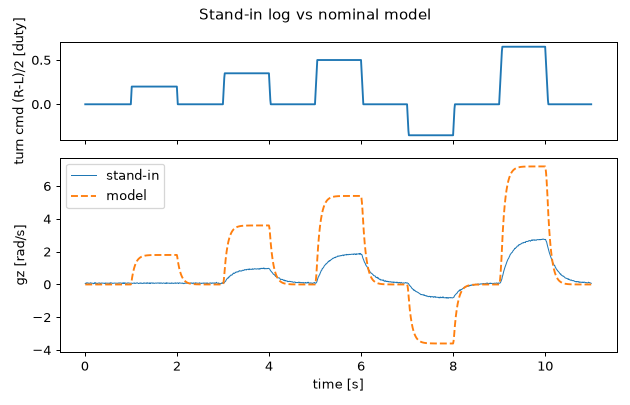 Stand-in log vs nominal model
turn cmd (R-L)/2 [duty]
0.5
0.0
gz [rad/s]
6
4
2
0
−2
−4
stand-in
model
0
2
4
6
8
10
time [s]